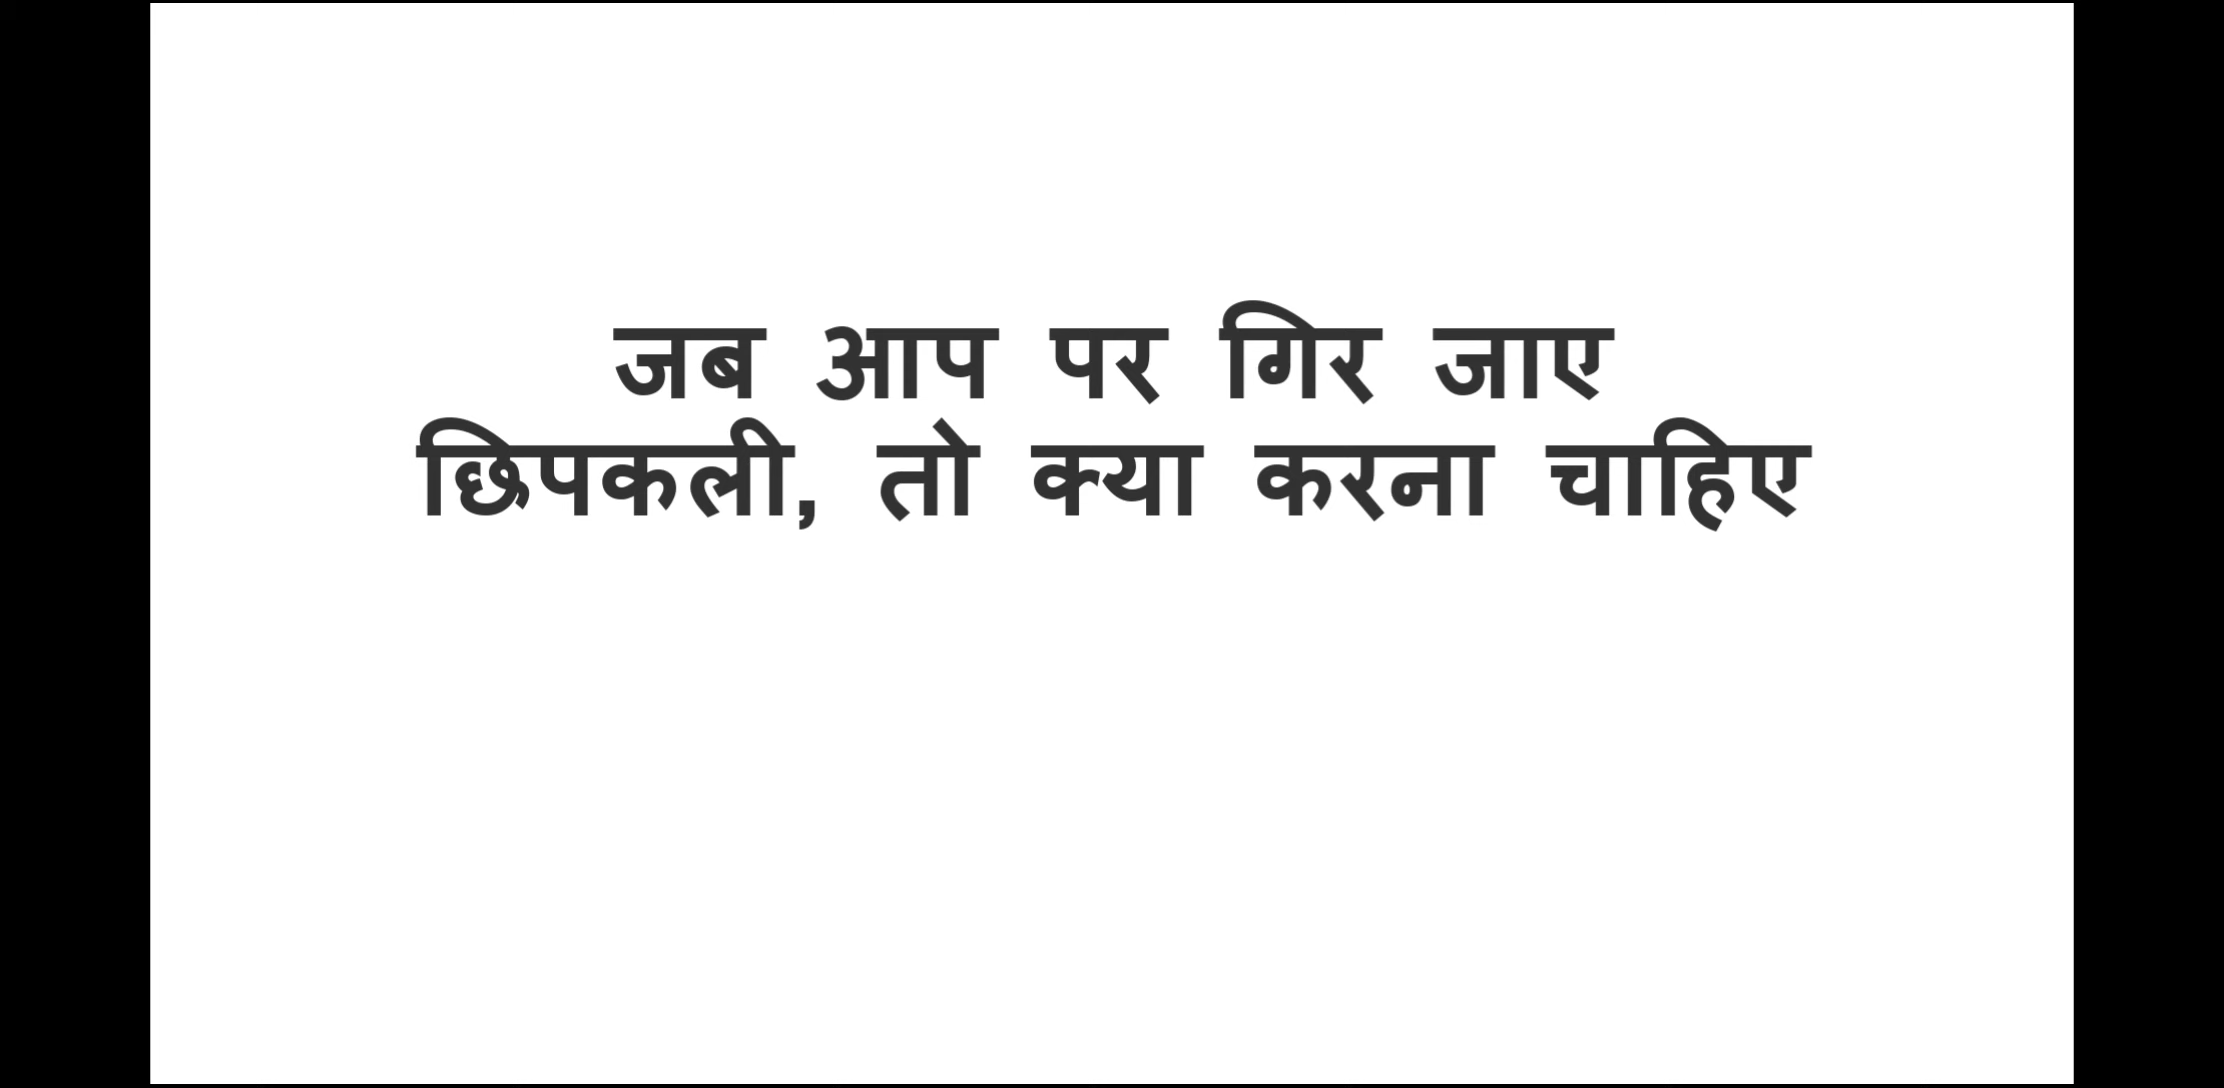 जब आप पर गिर जाए
छिपकली, तो क्या करना चाहिए